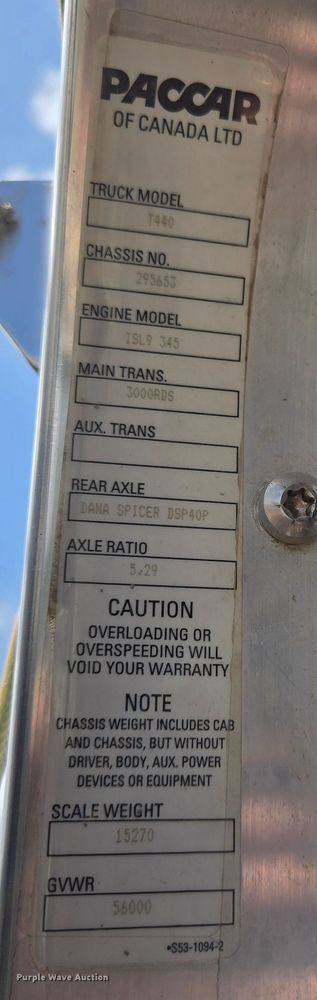 PACCAR
OF CANADA LTD
TRUCK MODEL
T440
CHASSIS NO.
295653
ENGINE MODEL
ISL9 345
MAIN TRANS.
3000RDS
AUX. TRANS
REAR AXLE
DANA SPICER DSP40P
AXLE RATIO
5.29
CAUTION
OVERLOADING OR
OVERSPEEDING WILL
VOID YOUR WARRANTY
NOTE
CHASSIS WEIGHT INCLUDES CAB
AND CHASSIS, BUT WITHOUT
DRIVER, BODY, AUX. POWER
DEVICES OR EQUIPMENT
SCALE WEIGHT
15270
GVWR
56000
•S53-1094-2
Purple Wave Auction